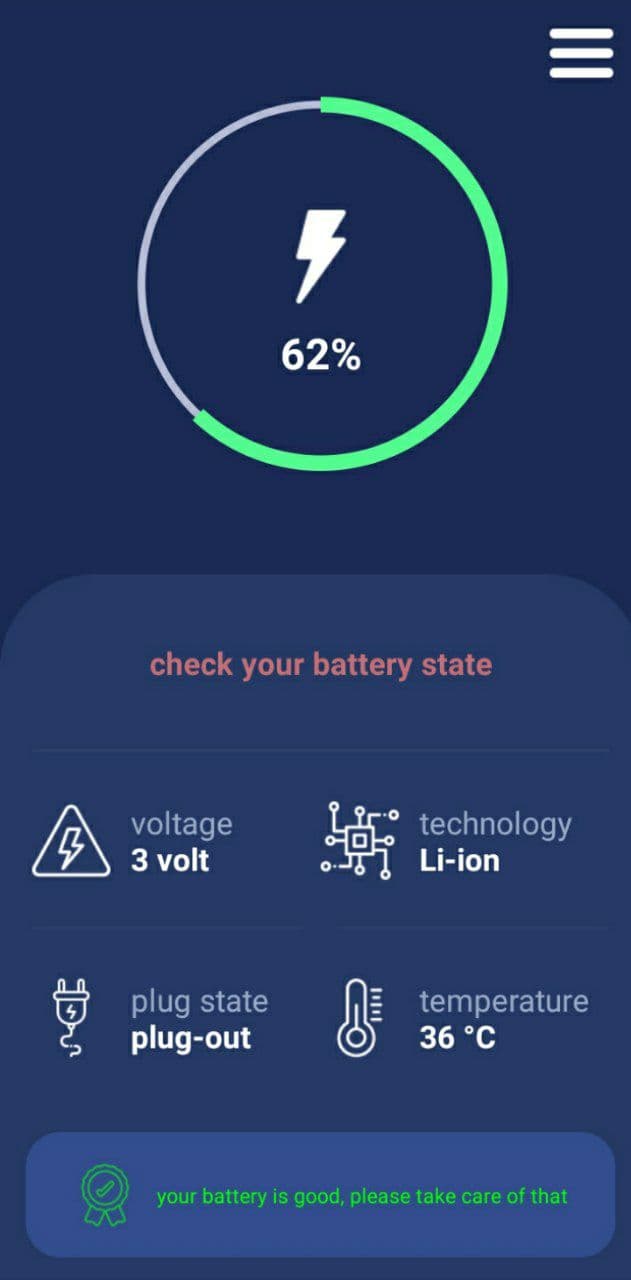 62%
check your battery state
voltage
3 volt
technology
Li-ion
plug state
plug-out
temperature
36 °C
your battery is good, please take care of that